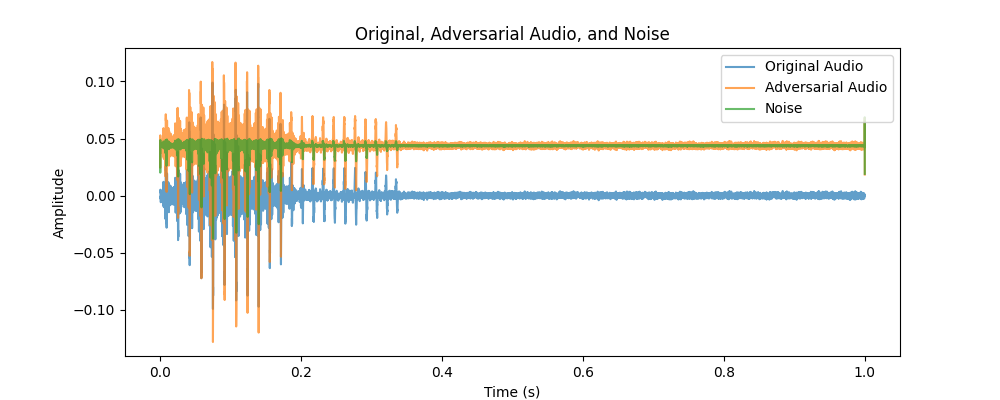 Original, Adversarial Audio, and Noise
Original Audio
Adversarial Audio
Noise
Amplitude
0.10
0.05
0.00
−0.05
−0.10
0.0
0.2
0.4
0.6
0.8
1.0
Time (s)